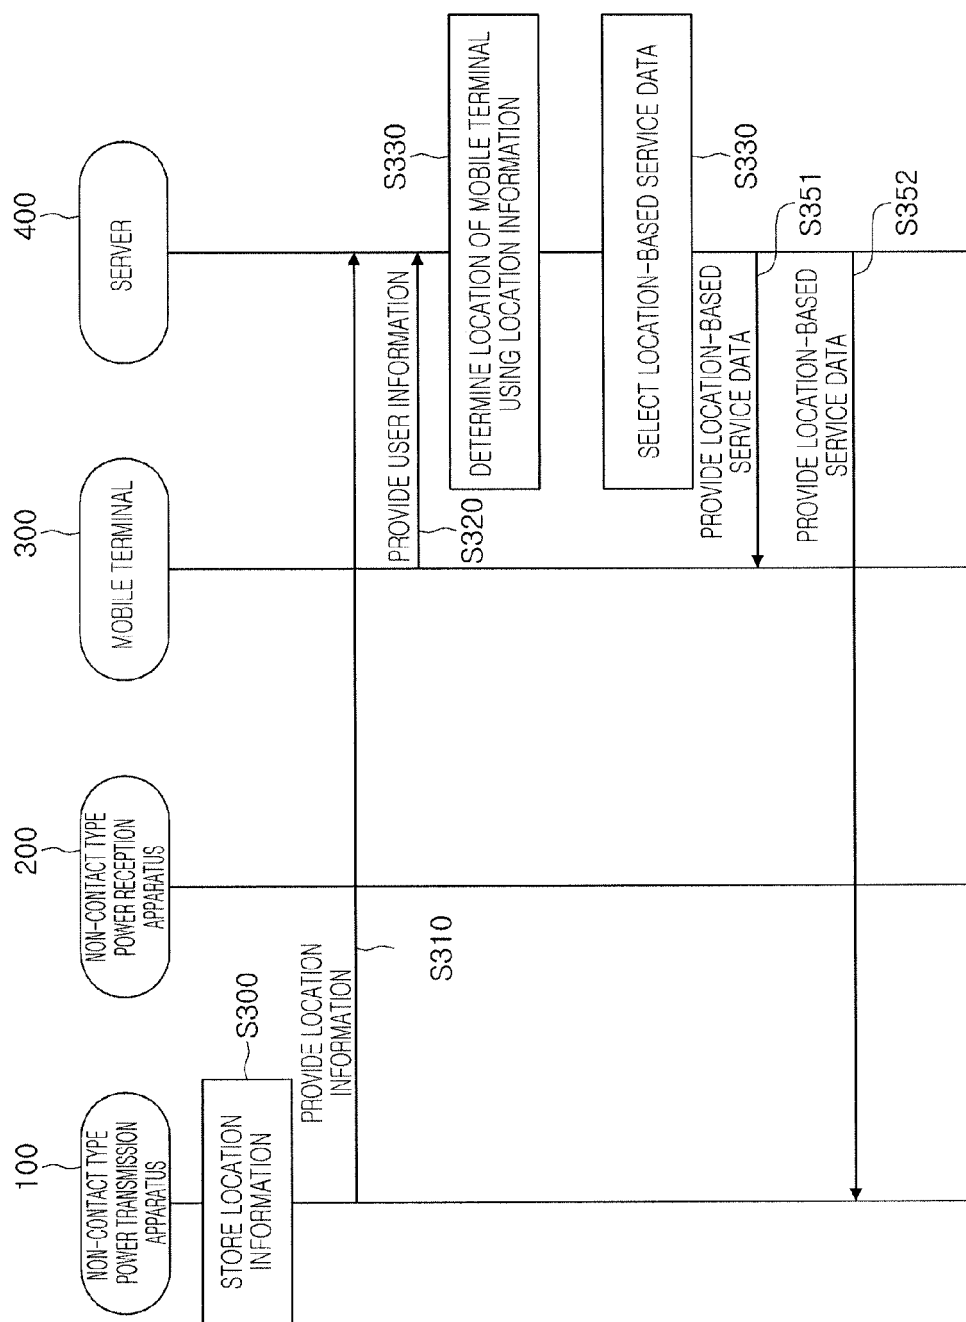 100
200
300
400
NON-CONTACT TYPE
POWER TRANSMISSION
APPARATUS
NON-CONTACT TYPE
POWER RECEPTION
APPARATUS
MOBILE TERMINAL
SERVER
STORE LOCATION
INFORMATION
S300
PROVIDE LOCATION
INFORMATION
S310
PROVIDE USER INFORMATION
S320
S330
DETERMINE LOCATION OF MOBILE TERMINAL
USING LOCATION INFORMATION
SELECT LOCATION-BASED SERVICE DATA
S330
PROVIDE LOCATION-BASED
SERVICE DATA
S351
PROVIDE LOCATION-BASED
SERVICE DATA
S352